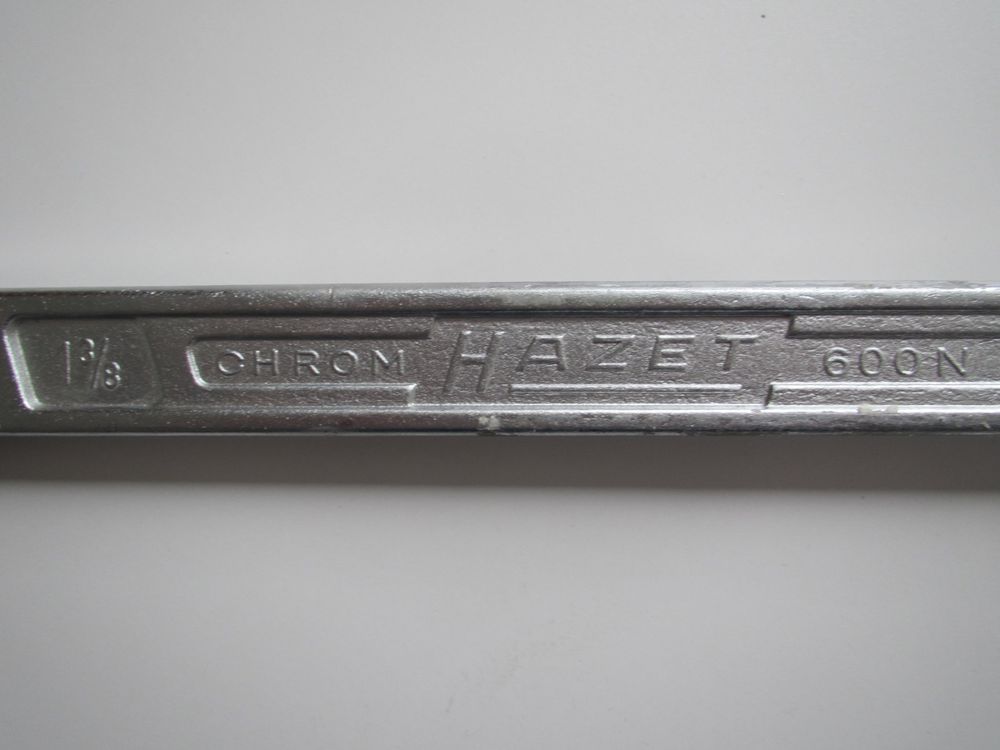 1 3/8 CHROM HAZET 600N